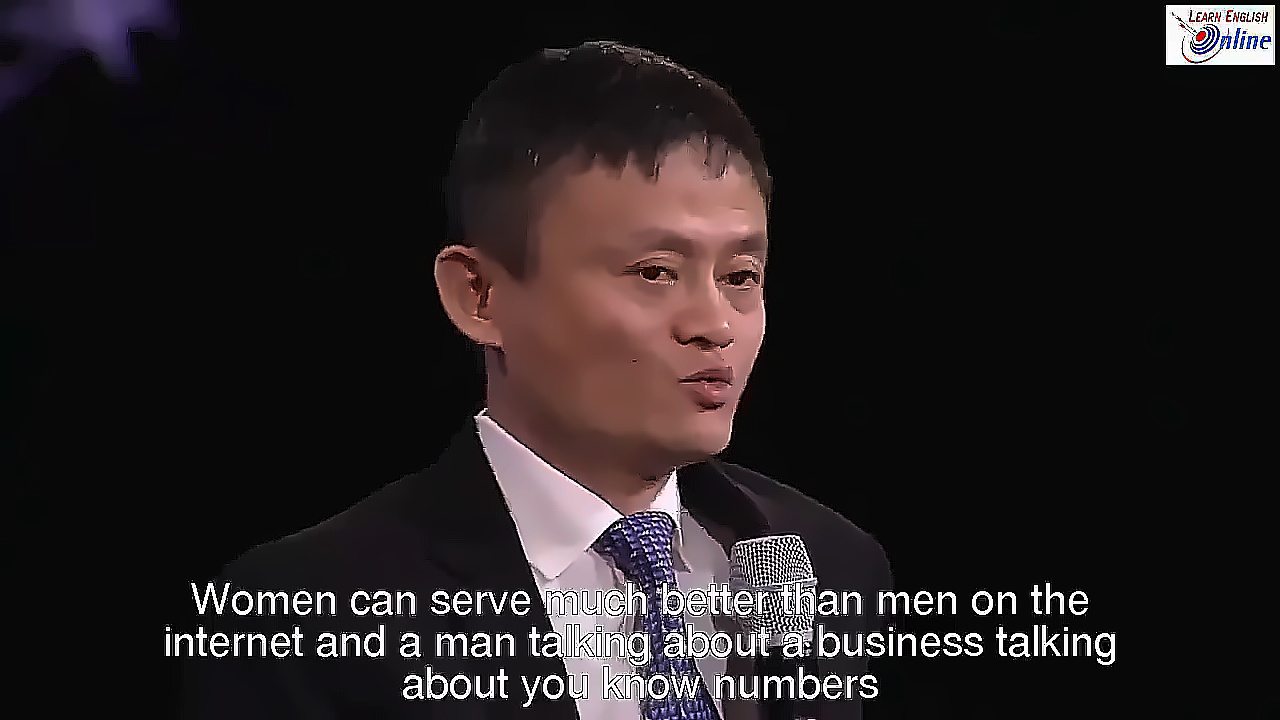 LEARN ENGLISH
Online
Women can serve much better than men on the
internet and a man talking about a business talking
about you know numbers